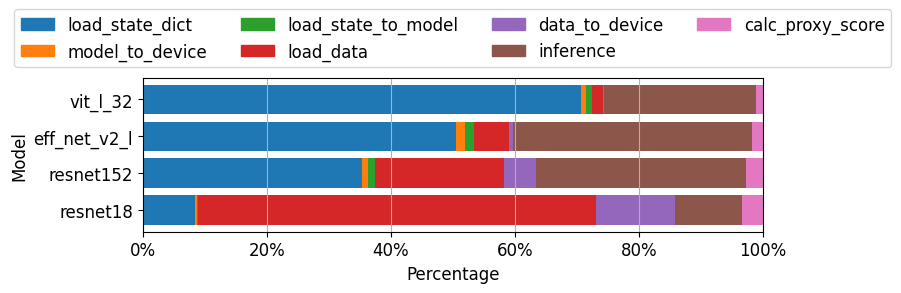 load_state_dict load_state_to_model data_to_device calc_proxy_score
model_to_device load_data inference
Model
vit_l_32
eff_net_v2_l
resnet152
resnet18
0% 20% 40% 60% 80% 100%
Percentage